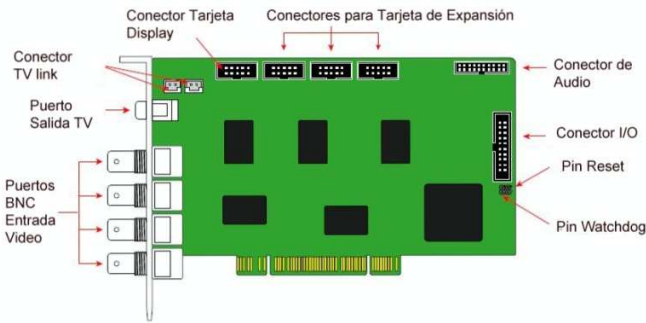 Conector Tarjeta
Display
Conectores para Tarjeta de Expansión
Conector
TV link
Conector de
Audio
Puerto
Salida TV
Conector I/O
Pin Reset
Puertos
BNC
Entrada
Video
Pin Watchdog